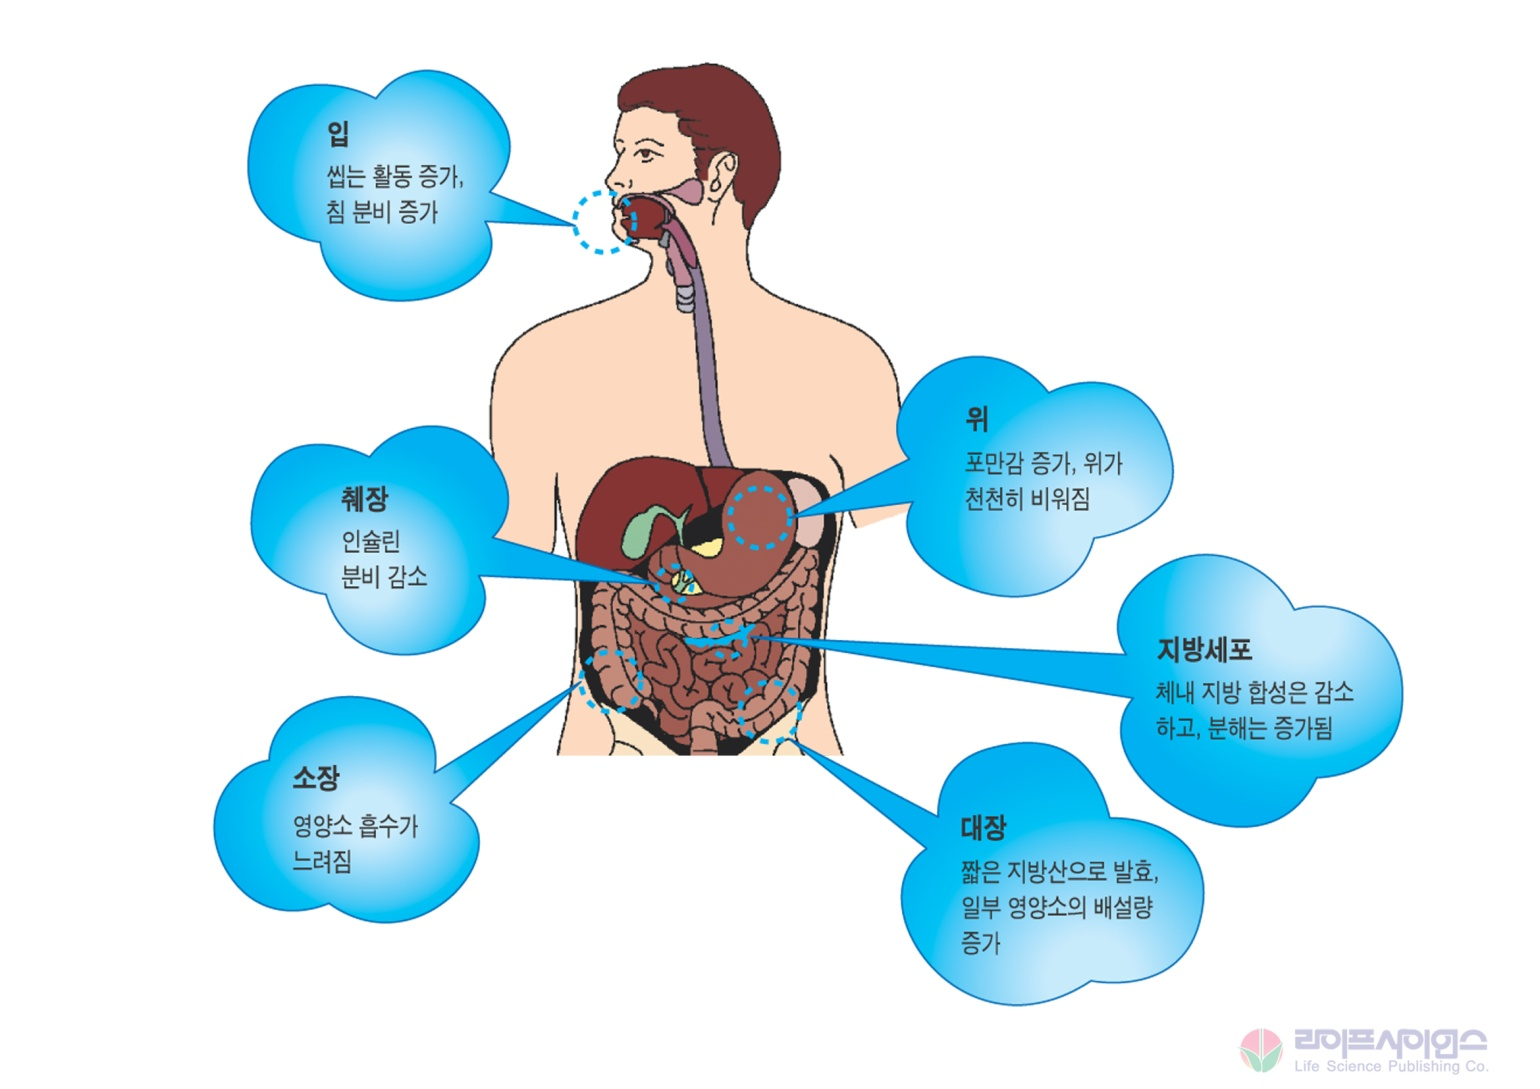 입
씹는 활동 증가,
침 분비 증가
위
포만감 증가, 위가
천천히 비워짐
췌장
인슐린
분비 감소
지방세포
체내 지방 합성은 감소
하고, 분해는 증가됨
소장
영양소 흡수가
느려짐
대장
짧은 지방산으로 발효,
일부 영양소의 배설량
증가
라이프사이언스
Life Science Publishing Co.